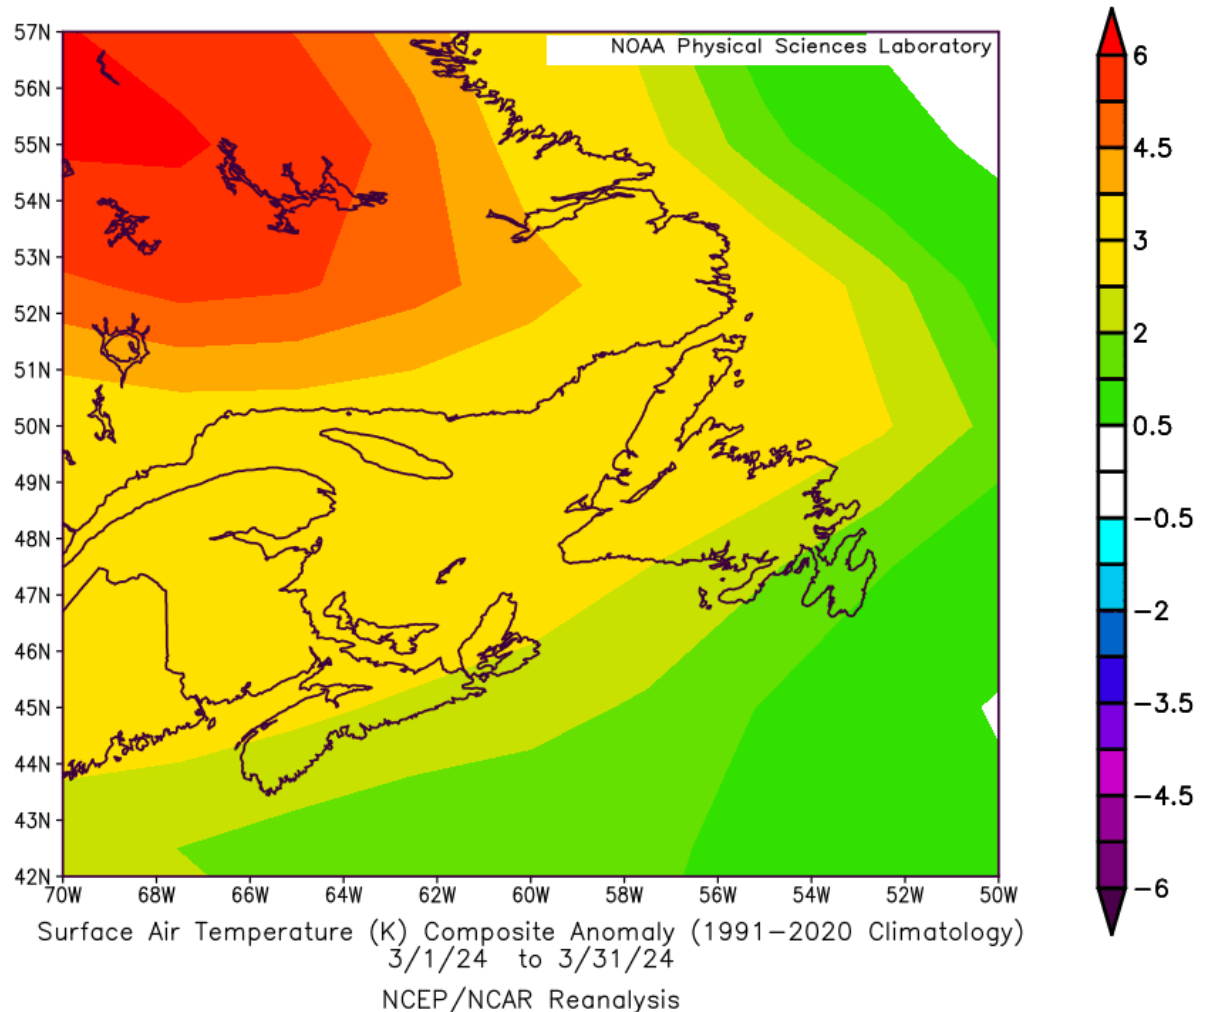 NOAA Physical Sciences Laboratory
57N
56N
55N
54N
53N
52N
51N
50N
49N
48N
47N
46N
45N
44N
43N
42N
70W 68W 66W 64W 62W 60W 58W 56W 54W 52W 50W
6
4.5
3
2
0.5
−0.5
−2
−3.5
−4.5
−6
Surface Air Temperature (K) Composite Anomaly (1991−2020 Climatology)
3/1/24 to 3/31/24
NCEP/NCAR Reanalysis